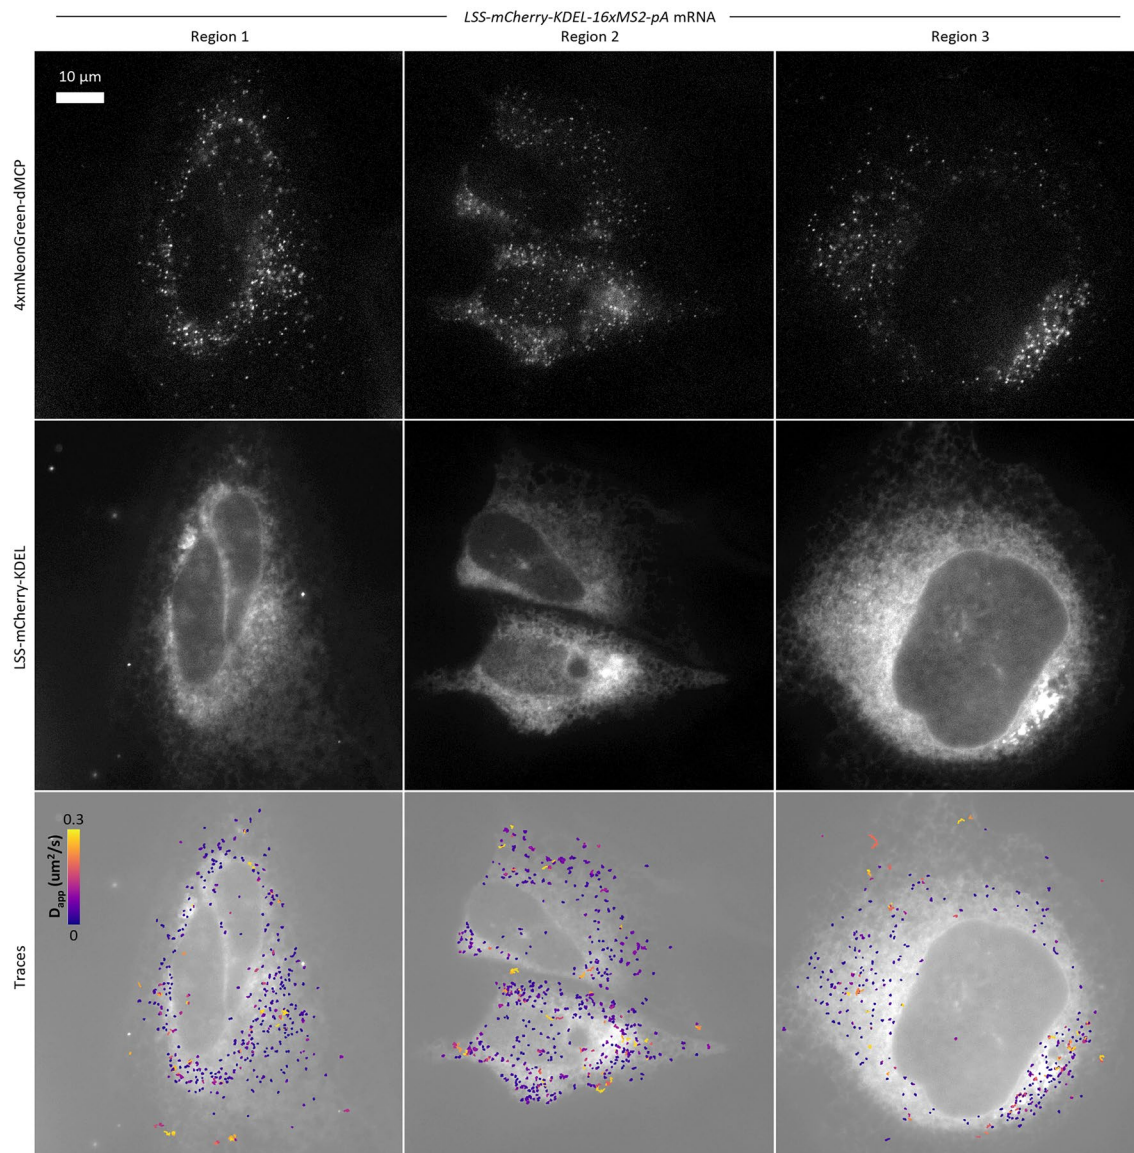 LSS-mCherry-KDEL-16xMS2-pA mRNA
Region 1
Region 2
Region 3
10 µm
4xmNeonGreen-dMCP
LSS-mCherry-KDEL
0.3
D_app (um²/s)
0
Traces